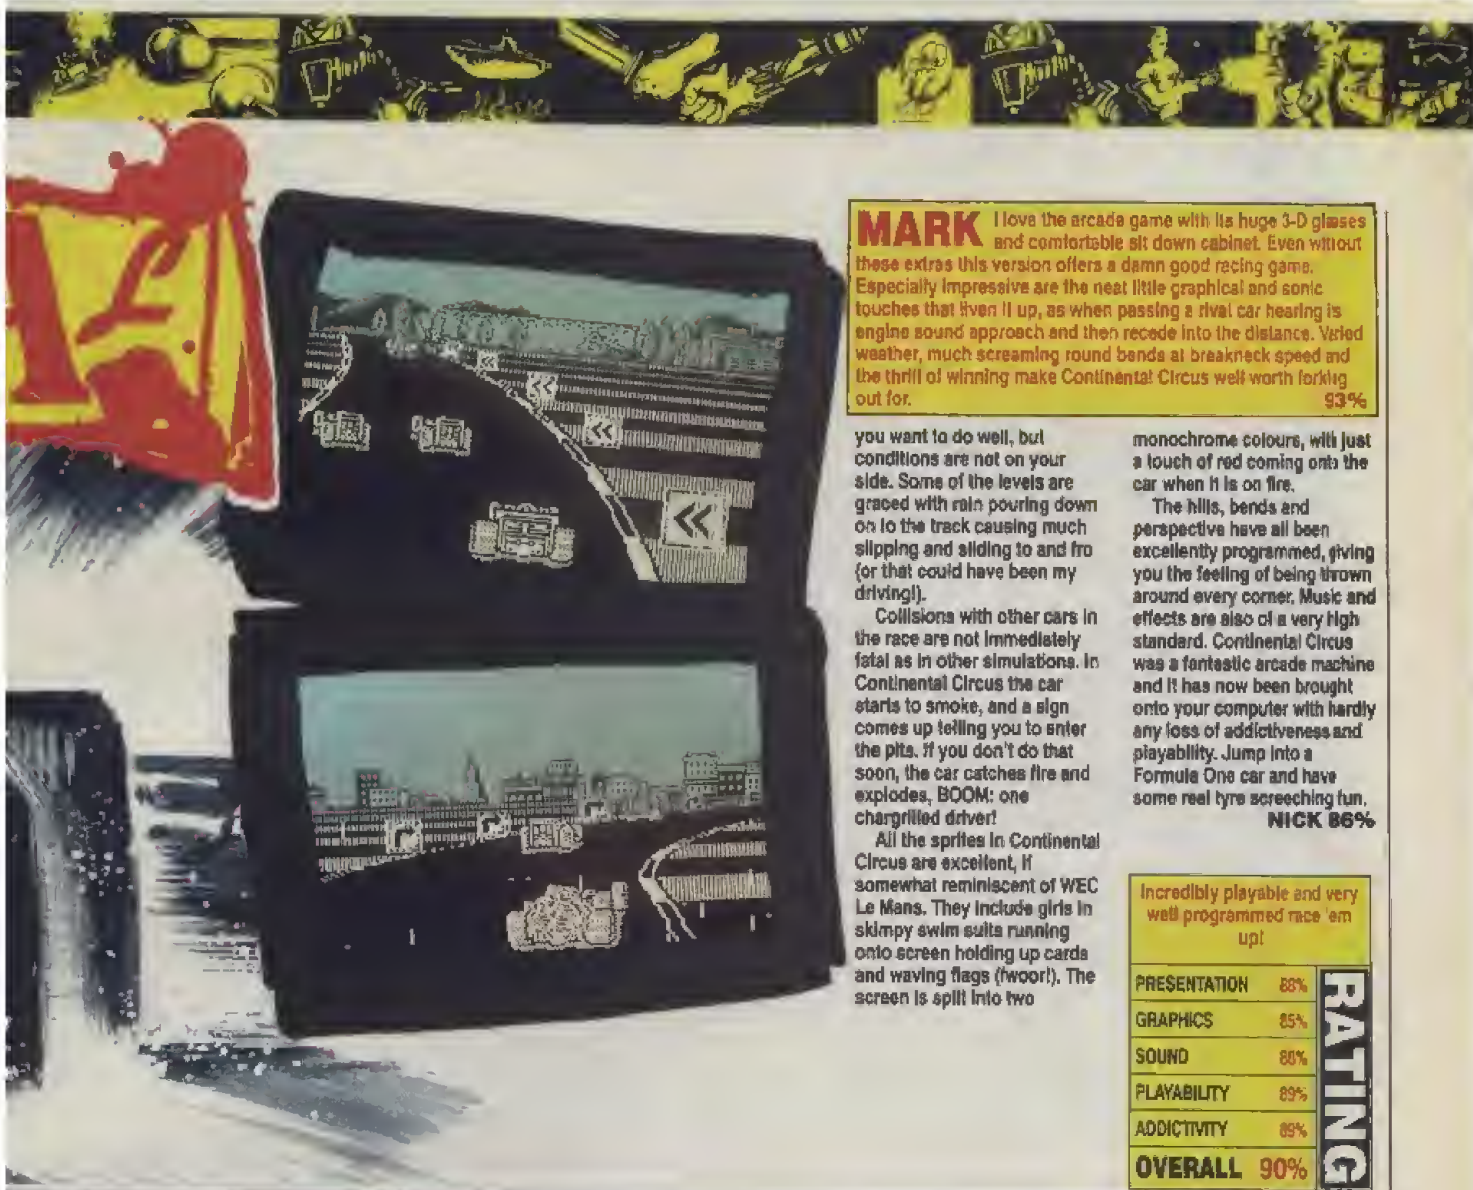 MARK I love the arcade game with its huge 3-D glasses
and comfortable sit down cabinet. Even without
these extras this version offers a damn good racing game.
Especially impressive are the neat little graphical and sonic
touches that liven it up, as when passing a rival car hearing is
engine sound approach and then recede into the distance. Varied
weather, much screaming round bends at breakneck speed and
the thrill of winning make Continental Circus well worth forking
out for. 93%
you want to do well, but
conditions are not on your
side. Some of the levels are
graced with rain pouring down
on to the track causing much
slipping and sliding to and fro
(or that could have been my
driving!).
Collisions with other cars in
the race are not immediately
fatal as in other simulations. In
Continental Circus the car
starts to smoke, and a sign
comes up telling you to enter
the pits. If you don't do that
soon, the car catches fire and
explodes, BOOM: one
chargrilled driver!
All the sprites in Continental
Circus are excellent, if
somewhat reminiscent of WEC
Le Mans. They include girls in
skimpy swim suits running
onto screen holding up cards
and waving flags (fwoor!). The
screen is split into two
monochrome colours, with just
a touch of red coming onto the
car when it is on fire.
The hills, bends and
perspective have all been
excellently programmed, giving
you the feeling of being thrown
around every corner. Music and
effects are also of a very high
standard. Continental Circus
was a fantastic arcade machine
and it has now been brought
onto your computer with hardly
any loss of addictiveness and
playability. Jump into a
Formula One car and have
some real tyre screeching fun.
NICK 86%
Incredibly playable and very
well programmed race 'em
up!
RATING
PRESENTATION 88%
GRAPHICS 85%
SOUND 88%
PLAYABILITY 89%
ADDICTIVITY 89%
OVERALL 90%